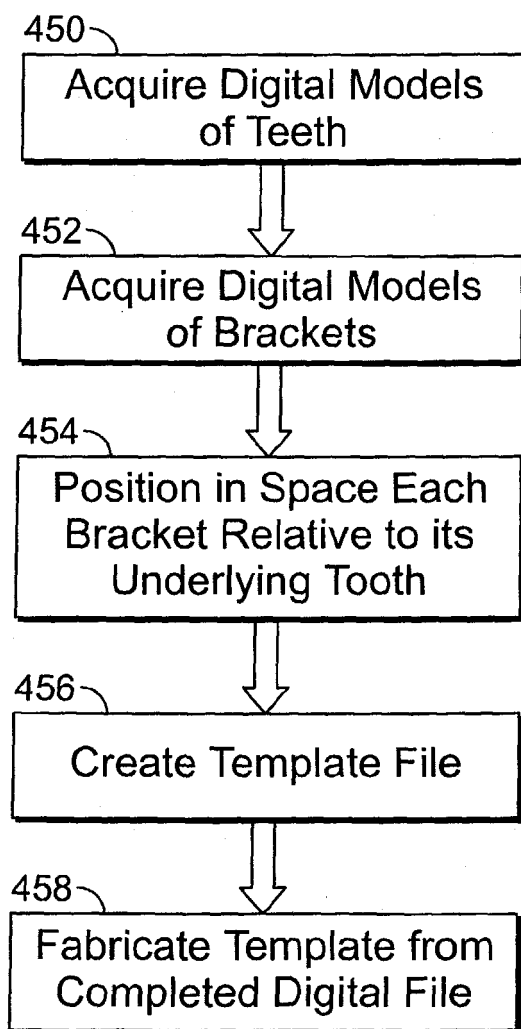 450
Acquire Digital Models
of Teeth
452
Acquire Digital Models
of Brackets
454
Position in Space Each
Bracket Relative to its
Underlying Tooth
456
Create Template File
458
Fabricate Template from
Completed Digital File